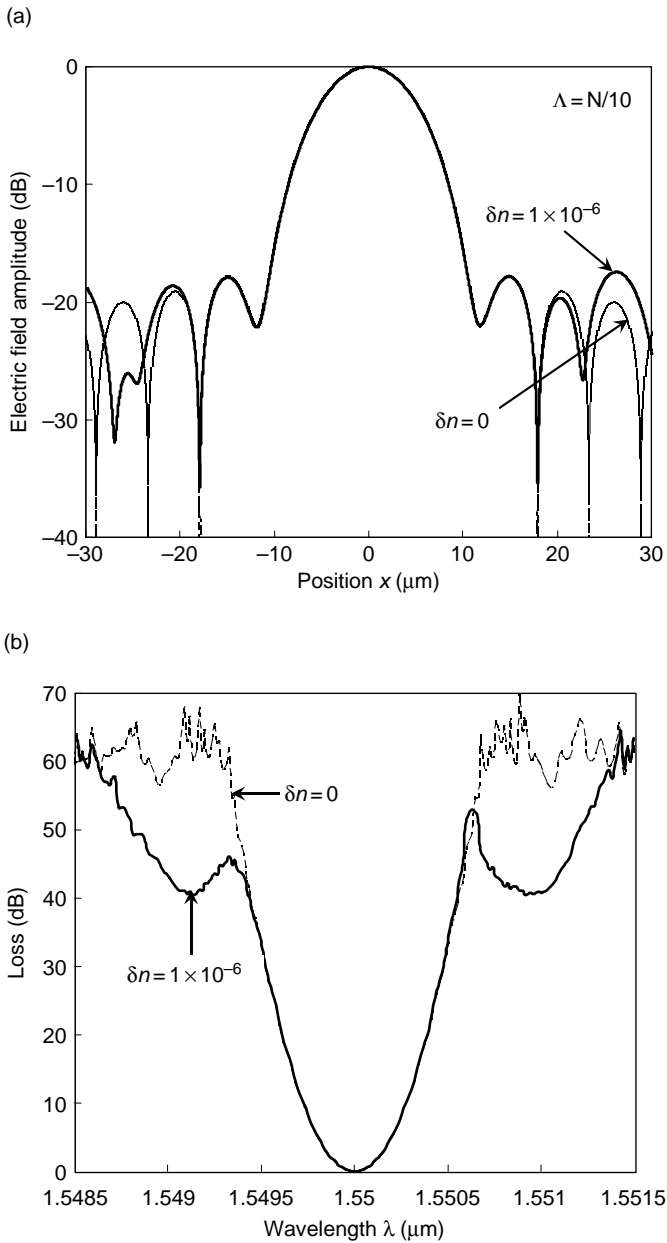 (a)
0
–10
–20
–30
–40
Electric field amplitude (dB)
Λ = N/10
δn = 1 × 10⁻⁶
δn = 0
–30
–20
–10
0
10
20
30
Position x (μm)
(b)
70
60
50
40
30
20
10
0
Loss (dB)
δn = 0
δn = 1 × 10⁻⁶
1.5485
1.549
1.5495
1.55
1.5505
1.551
1.5515
Wavelength λ (μm)